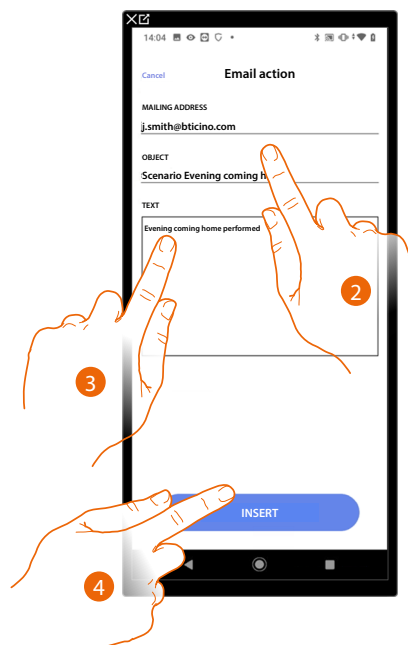 14:04
Cancel Email action
MAILING ADDRESS
j.smith@bticino.com
OBJECT
Scenario Evening coming h
TEXT
Evening coming home performed
2
3
INSERT
4